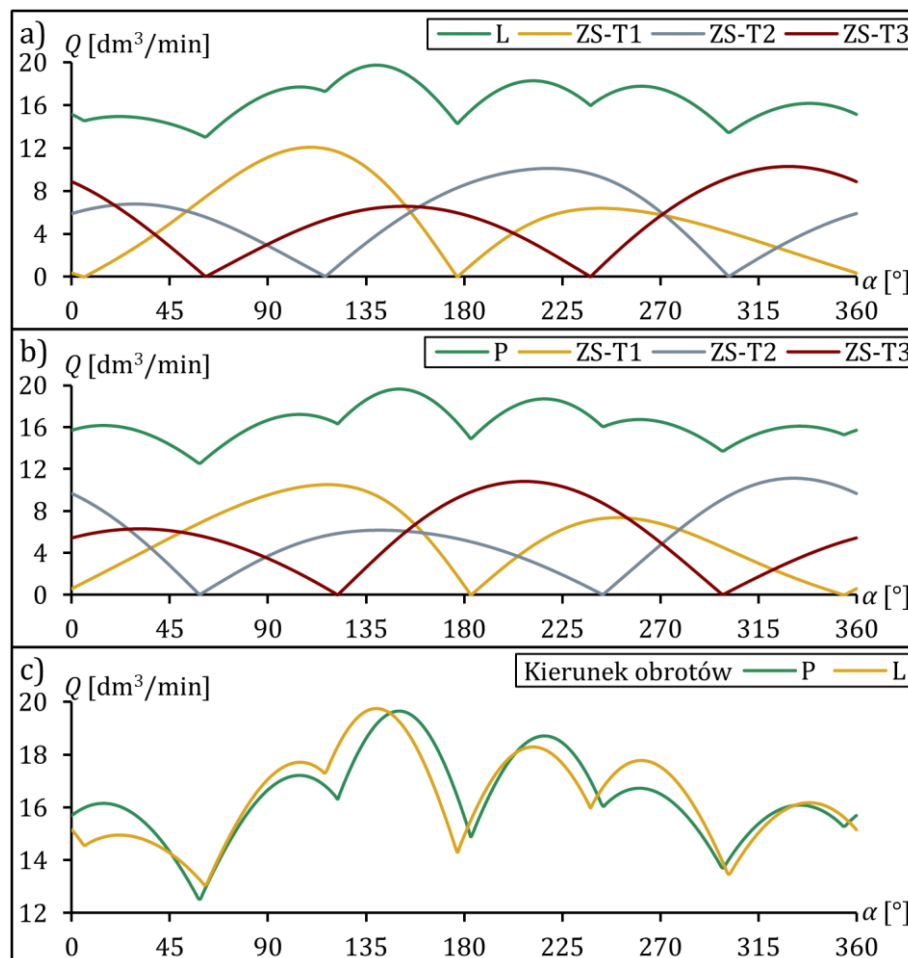 a)
Q [dm³/min]
L ZS-T1 ZS-T2 ZS-T3
20
16
12
8
4
0
0 45 90 135 180 225 270 315 360
α [°]
b)
Q [dm³/min]
P ZS-T1 ZS-T2 ZS-T3
20
16
12
8
4
0
0 45 90 135 180 225 270 315 360
α [°]
c)
Q [dm³/min]
Kierunek obrotów P L
20
18
16
14
12
0 45 90 135 180 225 270 315 360
α [°]